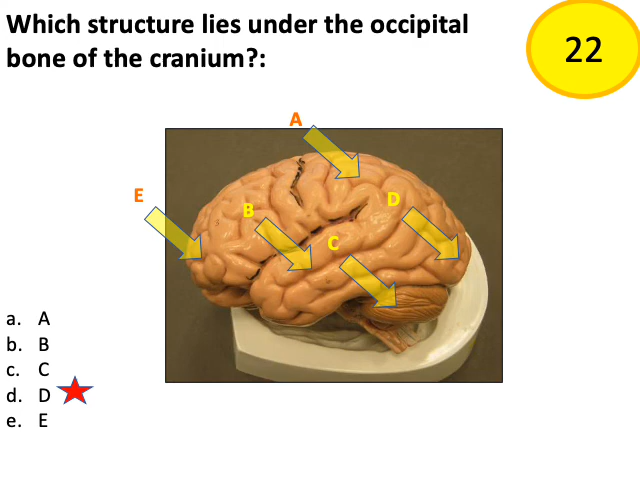 Which structure lies under the occipital
bone of the cranium?:
22
A
E
B
D
C
a. A
b. B
c. C
d. D
e. E